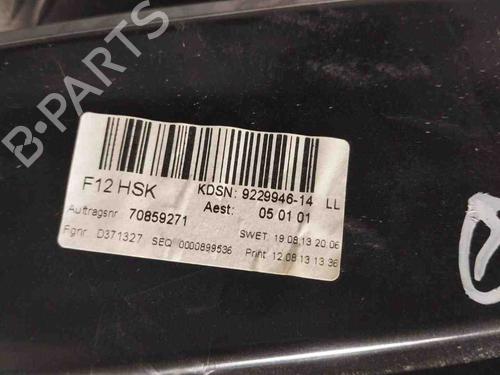 B-PARTS
F12 HSK
KDSN: 9229946-14 LL
Aest: 05 01 01
Auftragsnr 70859271
SWET 19.08.13 20.06
Fgnr D371327 SEQ 0000899536 Print 12.08.13 13:36